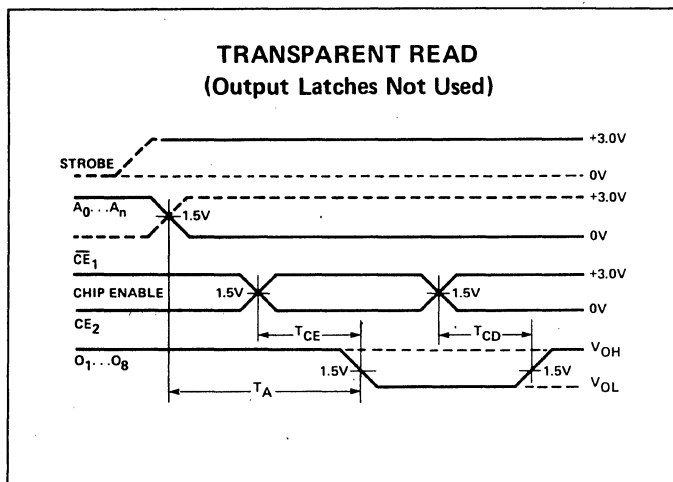 TRANSPARENT READ
(Output Latches Not Used)
STROBE
+3.0V
0V
A0...An
1.5V
+3.0V
0V
CE1
CHIP ENABLE
1.5V
1.5V
+3.0V
0V
CE2
TCE
TCD
O1...O8
VOH
1.5V
1.5V
TA
VOL